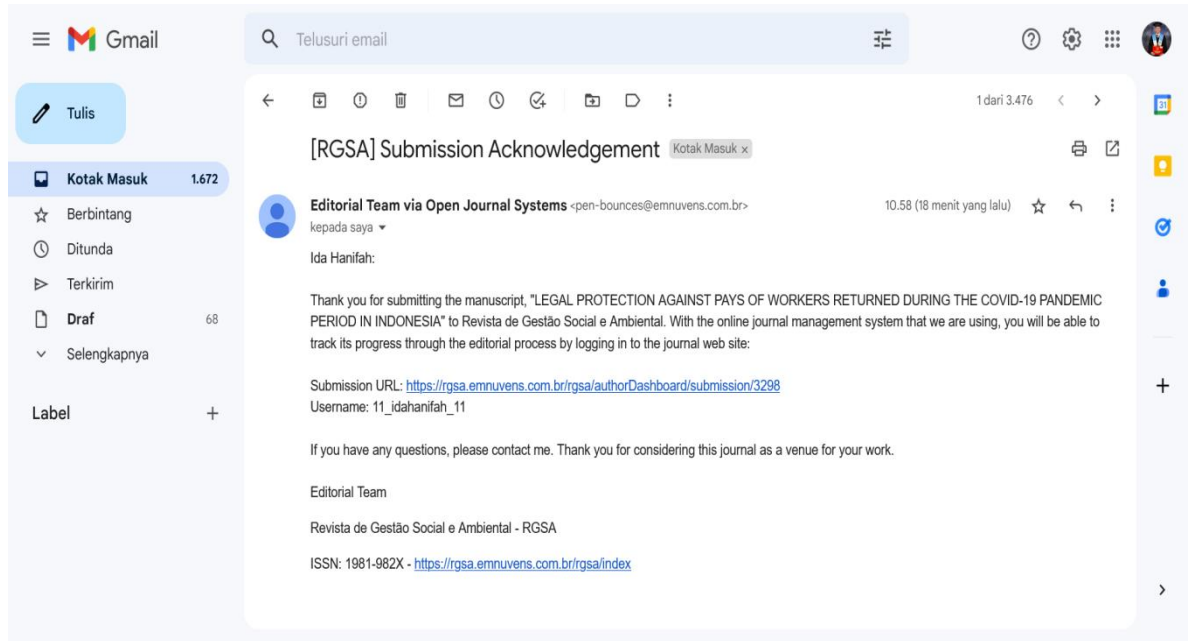 Gmail
Telusuri email
Tulis
1 dari 3.476
[RGSA] Submission Acknowledgement Kotak Masuk x
Kotak Masuk 1.672
Berbintang
Ditunda
Terkirim
Draf 68
Selengkapnya
Label
Editorial Team via Open Journal Systems <pen-bounces@emnuvens.com.br> 10.58 (18 menit yang lalu)
kepada saya
Ida Hanifah:
Thank you for submitting the manuscript, "LEGAL PROTECTION AGAINST PAYS OF WORKERS RETURNED DURING THE COVID-19 PANDEMIC
PERIOD IN INDONESIA" to Revista de Gestão Social e Ambiental. With the online journal management system that we are using, you will be able to
track its progress through the editorial process by logging in to the journal web site:
Submission URL: https://rgsa.emnuvens.com.br/rgsa/authorDashboard/submission/3298
Username: 11_idahanifah_11
If you have any questions, please contact me. Thank you for considering this journal as a venue for your work.
Editorial Team
Revista de Gestão Social e Ambiental - RGSA
ISSN: 1981-982X - https://rgsa.emnuvens.com.br/rgsa/index
31